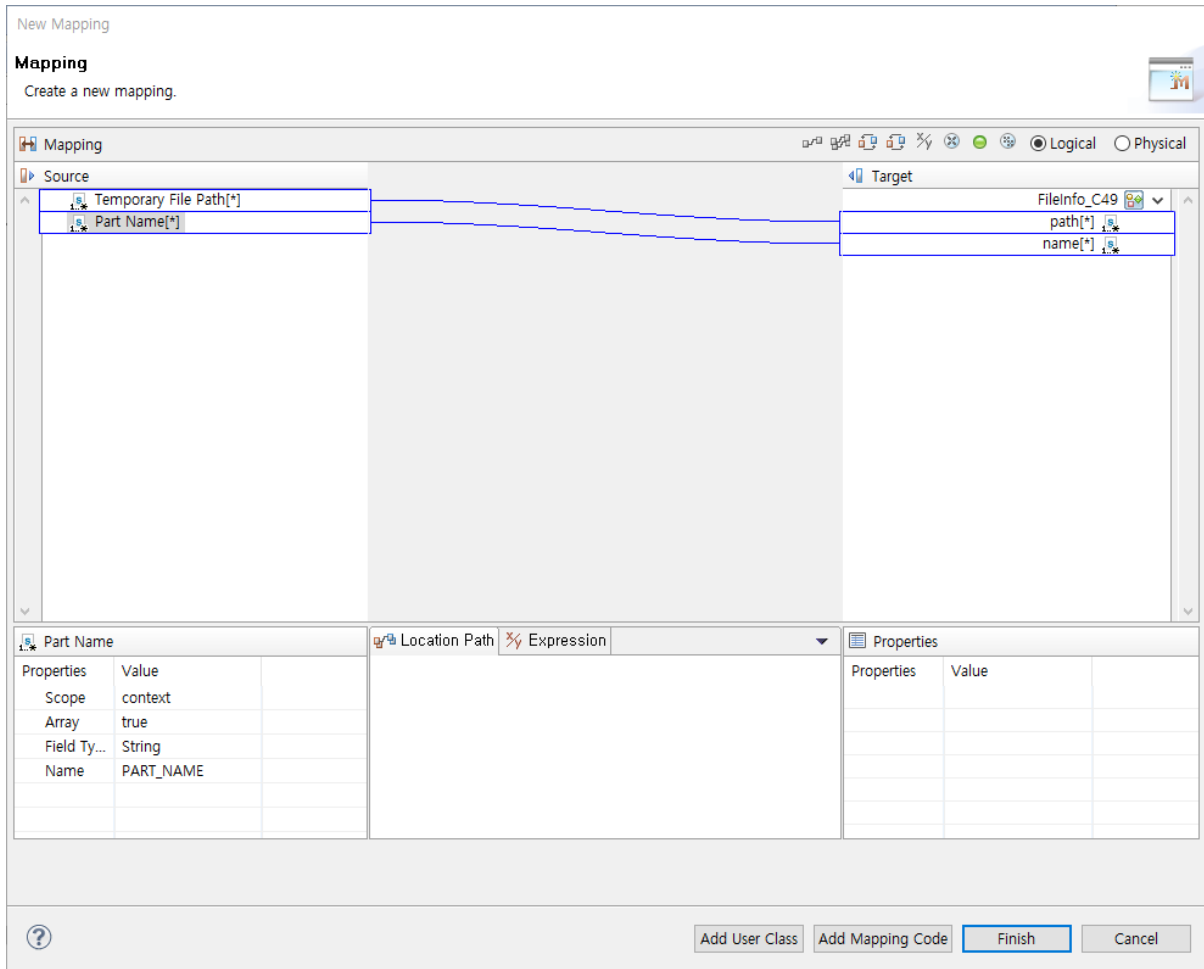 New Mapping
Mapping
Create a new mapping.
Mapping
Logical
Physical
Source
Target
Temporary File Path[*]
FileInfo_C49
Part Name[*]
path[*]
name[*]
Part Name
Location Path
Expression
Properties
Properties Value
Properties Value
Scope context
Array true
Field Ty... String
Name PART_NAME
Add User Class
Add Mapping Code
Finish
Cancel